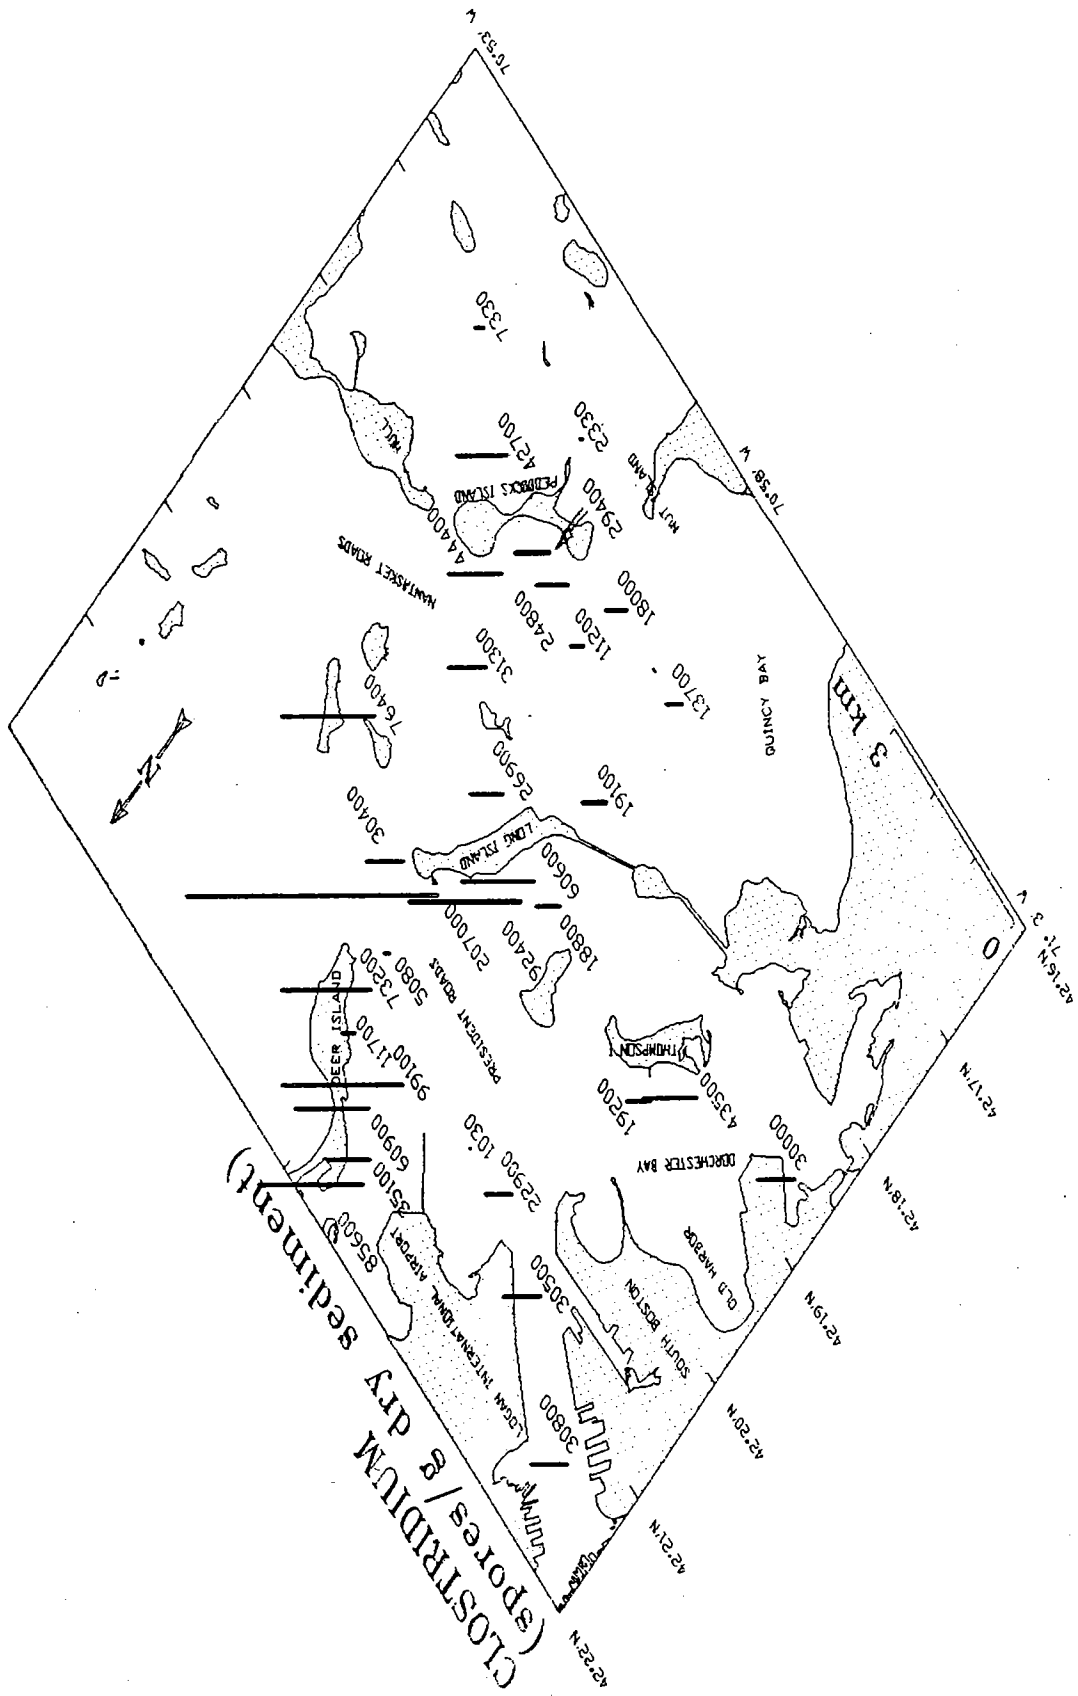 CLOSTRIDIUM
(spores/g dry sediment)
42°22'N
42°21'N
42°20'N
42°19'N
42°18'N
42°17'N
42°16'N
71° 3' W
70°58' W
70°53' W
0
3 km
N
LOGAN INTERNATIONAL AIRPORT
SOUTH BOSTON
OLD HARBOR
DORCHESTER BAY
THOMPSON I
PRESIDENT ROADS
DEER ISLAND
LONG ISLAND
QUINCY BAY
NANTASKET ROADS
PEDDOCKS ISLAND
NUT ISLAND
HULL
30800
30500
22900
1030
85600
35100
60900
99100
11700
73200
5080
30000
43500
19200
18800
92400
207000
60600
30400
26900
19100
76400
31300
13700
11200
18000
24800
44400
29400
42700
2330
7330